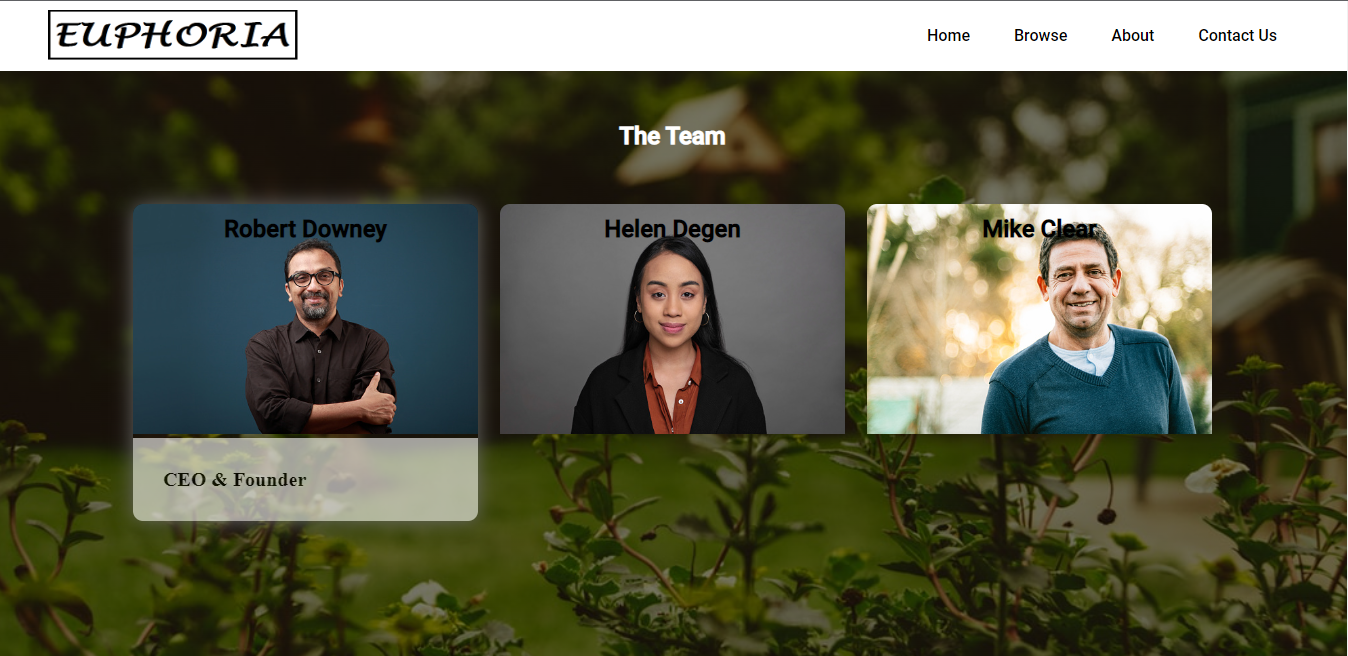 EUPHORIA
Home Browse About Contact Us
The Team
Robert Downey
Helen Degen
Mike Clear
CEO & Founder